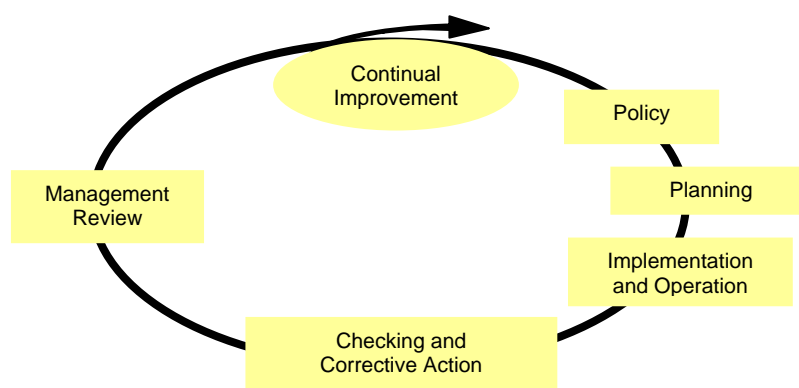 Continual
Improvement
Policy
Planning
Implementation
and Operation
Checking and
Corrective Action
Management
Review